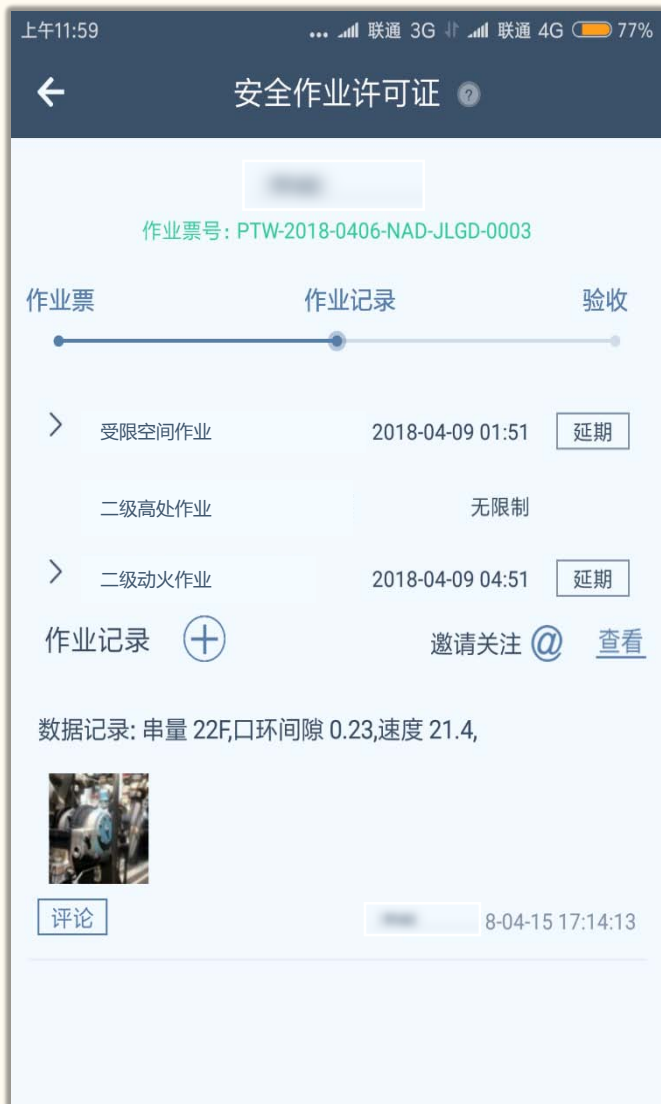 上午11:59 ... 联通 3G 联通 4G 77%
安全作业许可证 ?
作业票号: PTW-2018-0406-NAD-JLGD-0003
作业票 作业记录 验收
受限空间作业 2018-04-09 01:51 延期
二级高处作业 无限制
二级动火作业 2018-04-09 04:51 延期
作业记录 邀请关注 @ 查看
数据记录: 串量 22F,口环间隙 0.23,速度 21.4,
评论 8-04-15 17:14:13